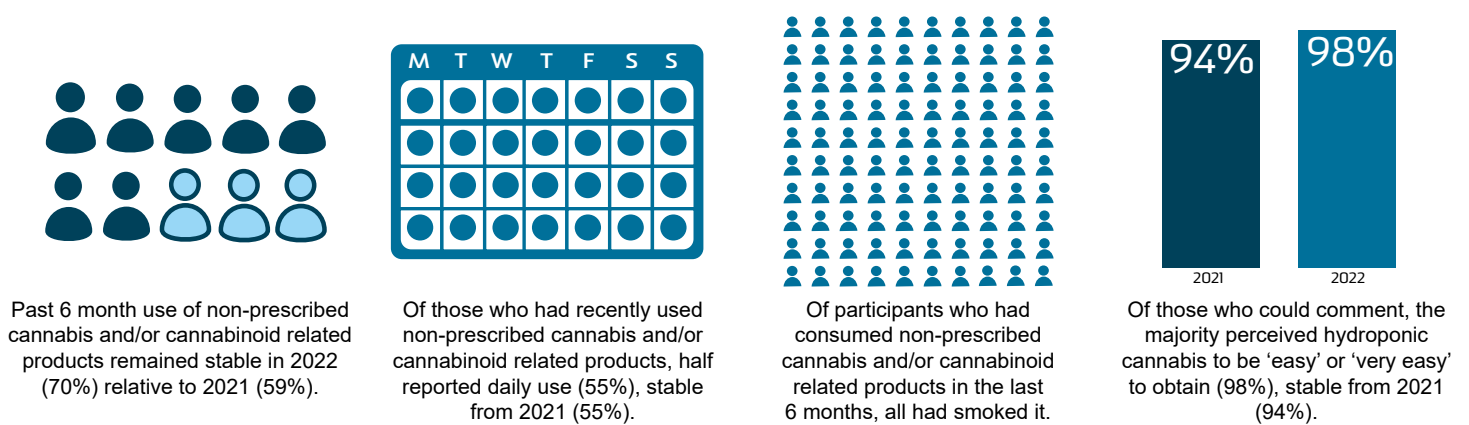 M T W T F S S
94%
98%
2021
2022
Past 6 month use of non-prescribed
cannabis and/or cannabinoid related
products remained stable in 2022
(70%) relative to 2021 (59%).
Of those who had recently used
non-prescribed cannabis and/or
cannabinoid related products, half
reported daily use (55%), stable
from 2021 (55%).
Of participants who had
consumed non-prescribed
cannabis and/or cannabinoid
related products in the last
6 months, all had smoked it.
Of those who could comment, the
majority perceived hydroponic
cannabis to be ‘easy’ or ‘very easy’
to obtain (98%), stable from 2021
(94%).